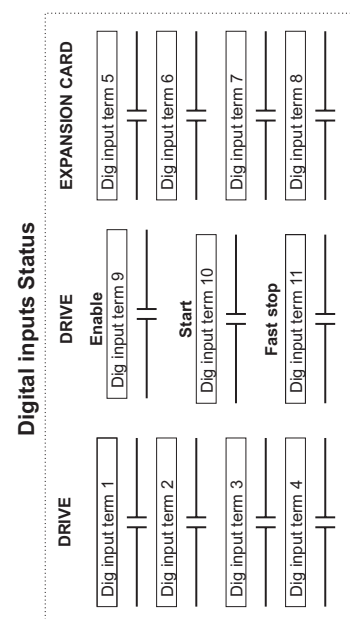 Digital inputs Status
DRIVE
Dig input term 1
Dig input term 2
Dig input term 3
Dig input term 4
DRIVE
Enable
Dig input term 9
Start
Dig input term 10
Fast stop
Dig input term 11
EXPANSION CARD
Dig input term 5
Dig input term 6
Dig input term 7
Dig input term 8